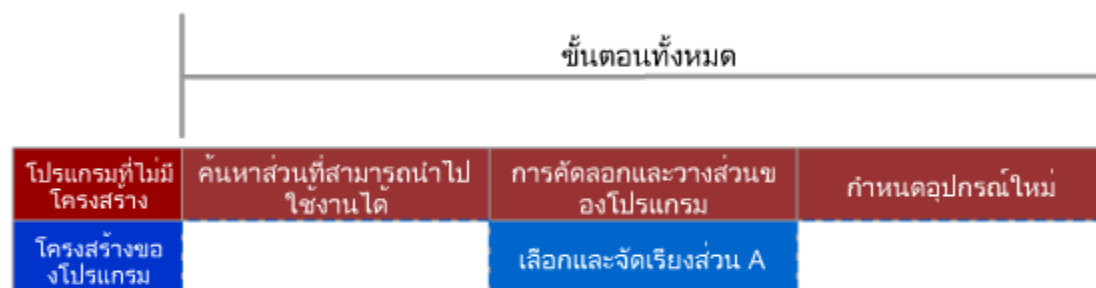 ขั้นตอนทั้งหมด
โปรแกรมที่ไม่มี
โครงสร้าง
ค้นหาส่วนที่สามารถนำไป
ใช้งานได้
การคัดลอกและวางส่วนข
องโปรแกรม
กำหนดอุปกรณ์ใหม่
โครงสร้างขอ
งโปรแกรม
เลือกและจัดเรียงส่วน A